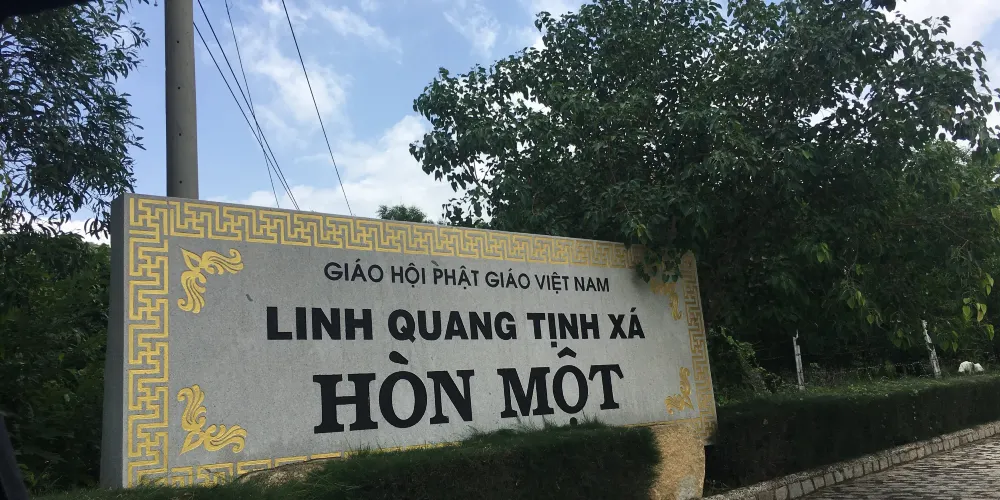 GIÁO HỘI PHẬT GIÁO VIỆT NAM
LINH QUANG TỊNH XÁ
HÒN MỘT